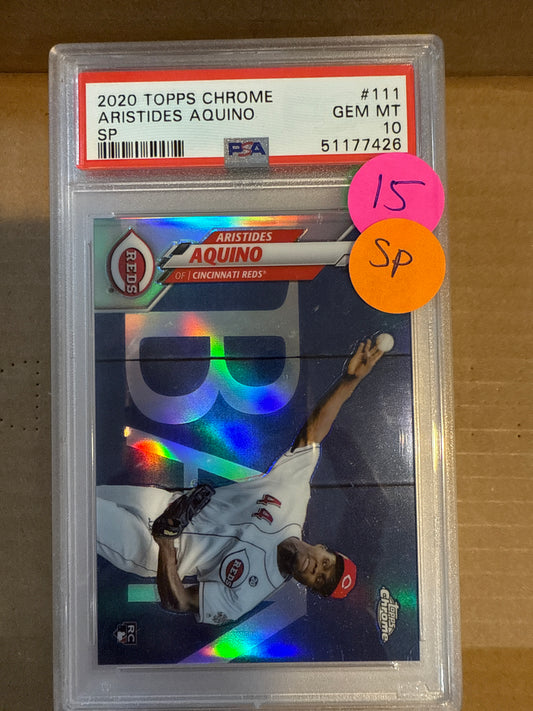 2020 TOPPS CHROME #111
ARISTIDES AQUINO GEM MT
SP 10
PSA 51177426
15
Sp
ARISTIDES
AQUINO
OF | CINCINNATI REDS®
REDS
44
REDS
C
RC
Topps
Chrome